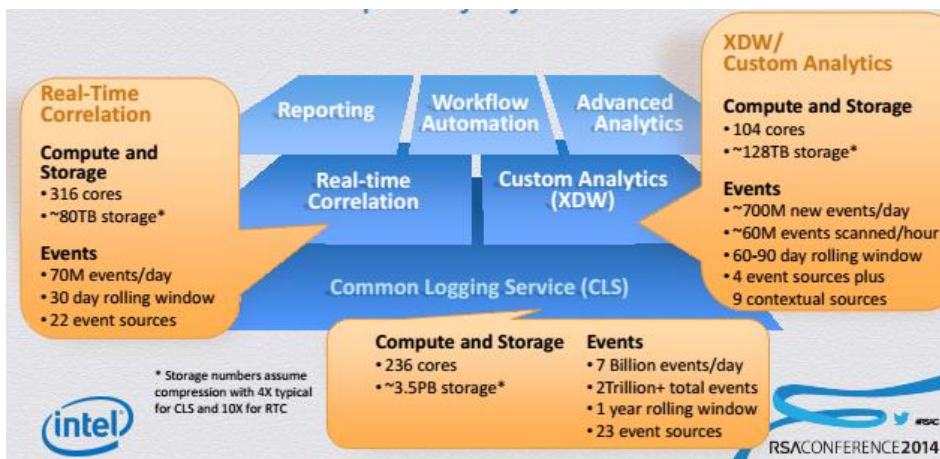 Reporting
Workflow
Automation
Advanced
Analytics
Real-time
Correlation
Custom Analytics
(XDW)
Common Logging Service (CLS)
Real-Time
Correlation
Compute and
Storage
• 316 cores
• ~80TB storage*
Events
• 70M events/day
• 30 day rolling window
• 22 event sources
XDW/
Custom Analytics
Compute and Storage
• 104 cores
• ~128TB storage*
Events
• ~700M new events/day
• ~60M events scanned/hour
• 60-90 day rolling window
• 4 event sources plus
9 contextual sources
Compute and Storage
• 236 cores
• ~3.5PB storage*
Events
• 7 Billion events/day
• 2Trillion+ total events
• 1 year rolling window
• 23 event sources
* Storage numbers assume
compression with 4X typical
for CLS and 10X for RTC
intel
#RSAC
RSACONFERENCE2014